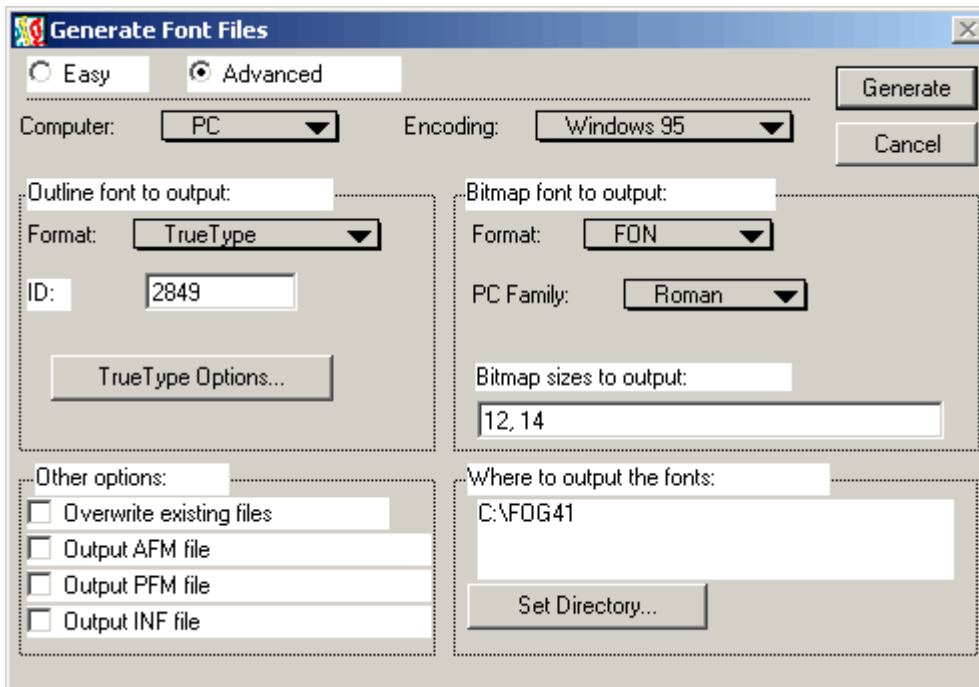 Generate Font Files
Easy Advanced
Generate
Computer: PC Encoding: Windows 95
Cancel
Outline font to output:
Format: TrueType
ID: 2849
TrueType Options...
Bitmap font to output:
Format: FON
PC Family: Roman
Bitmap sizes to output:
12, 14
Other options:
Overwrite existing files
Output AFM file
Output PFM file
Output INF file
Where to output the fonts:
C:\FOG41
Set Directory...